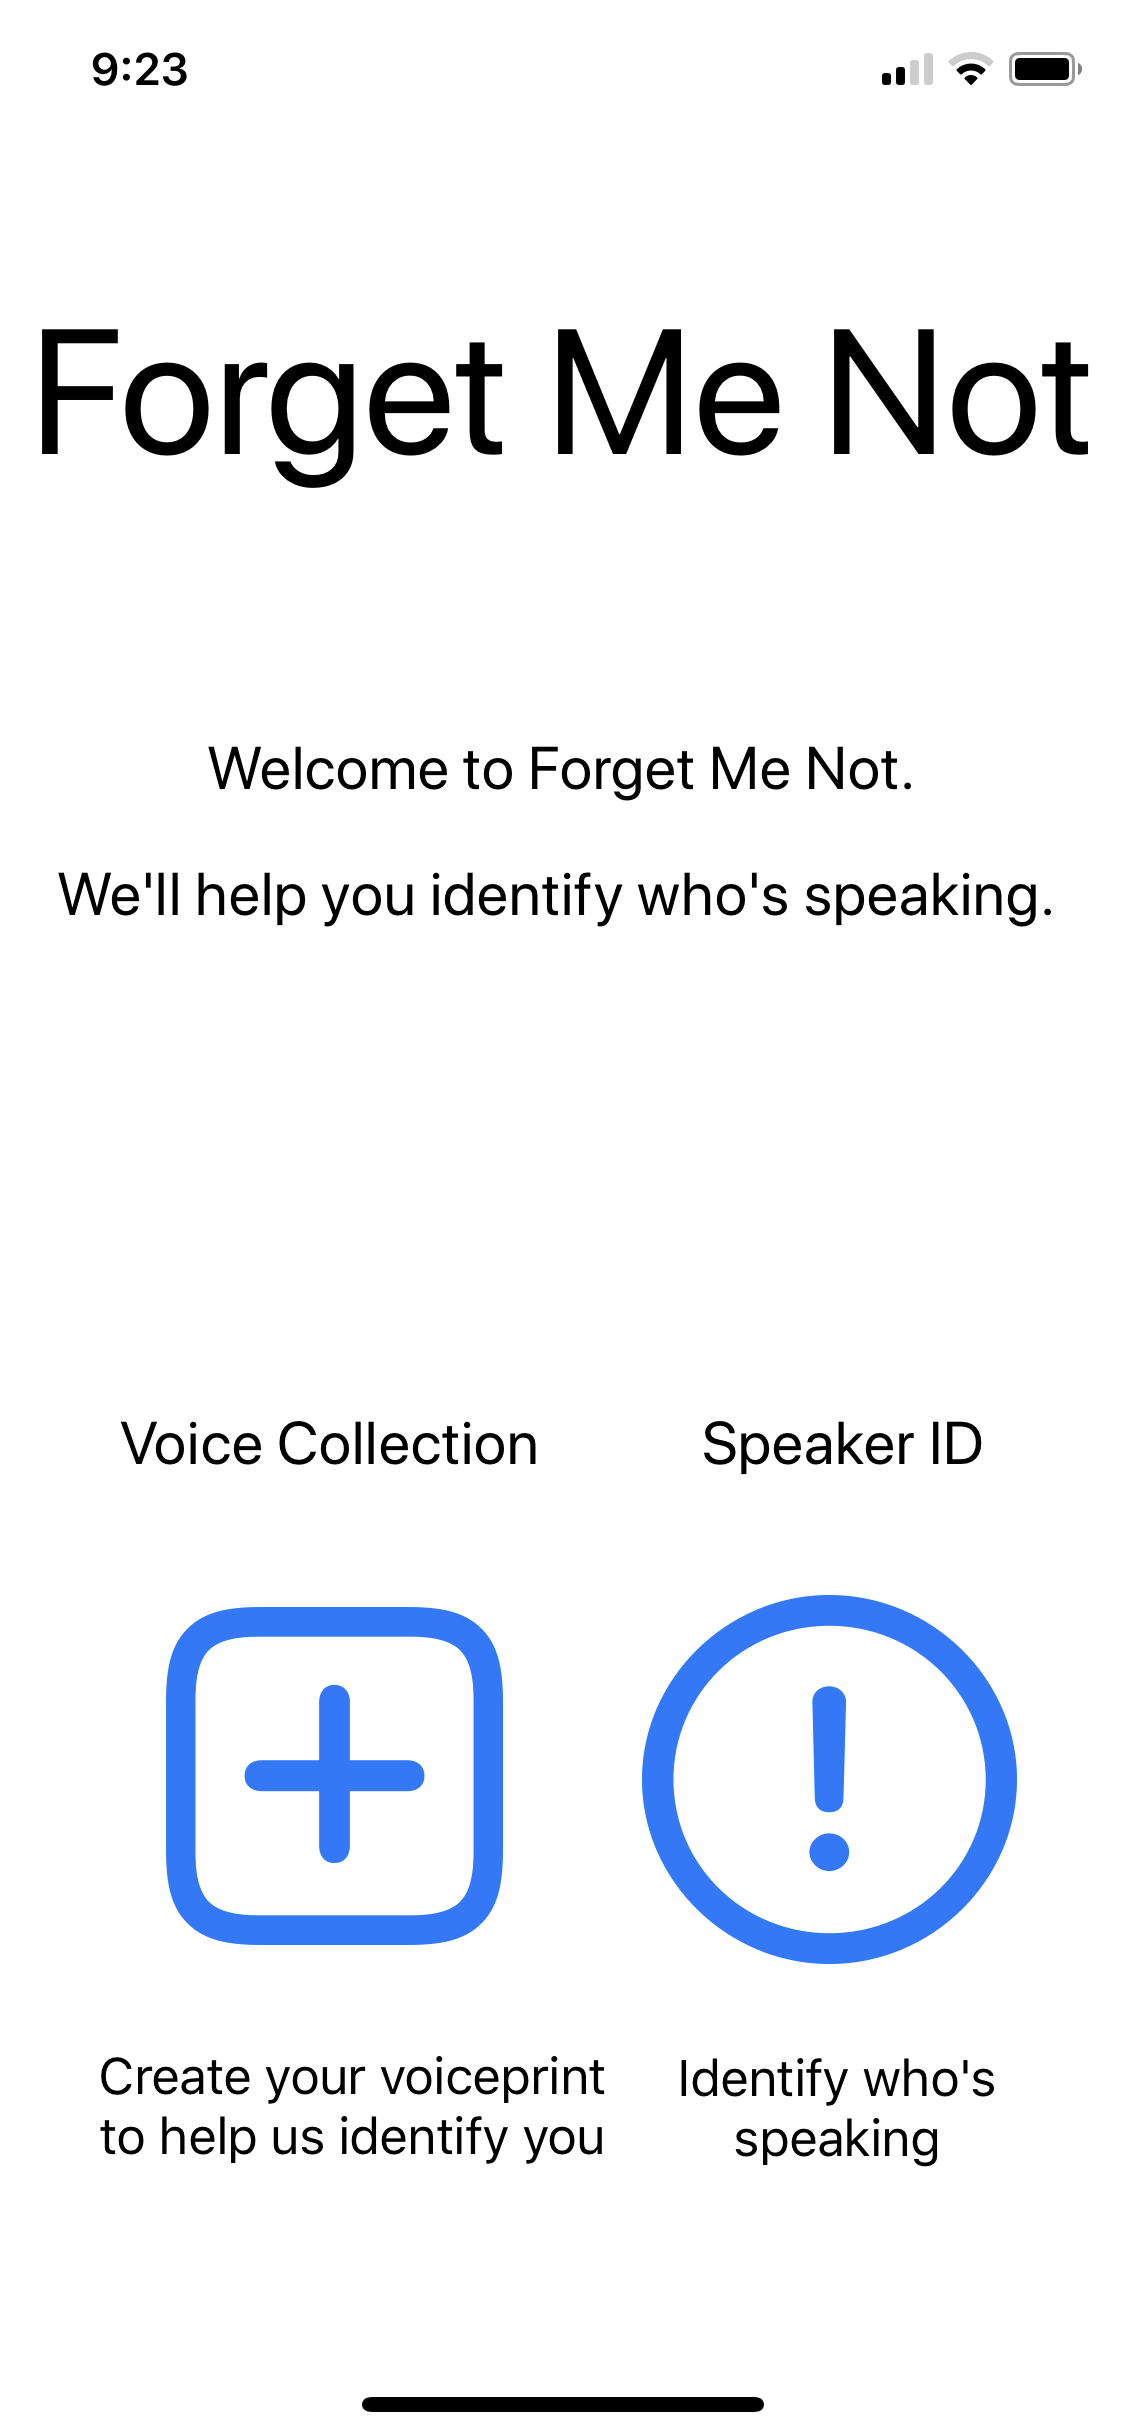 9:23
Forget Me Not
Welcome to Forget Me Not.
We'll help you identify who's speaking.
Voice Collection
Speaker ID
Create your voiceprint
to help us identify you
Identify who's
speaking